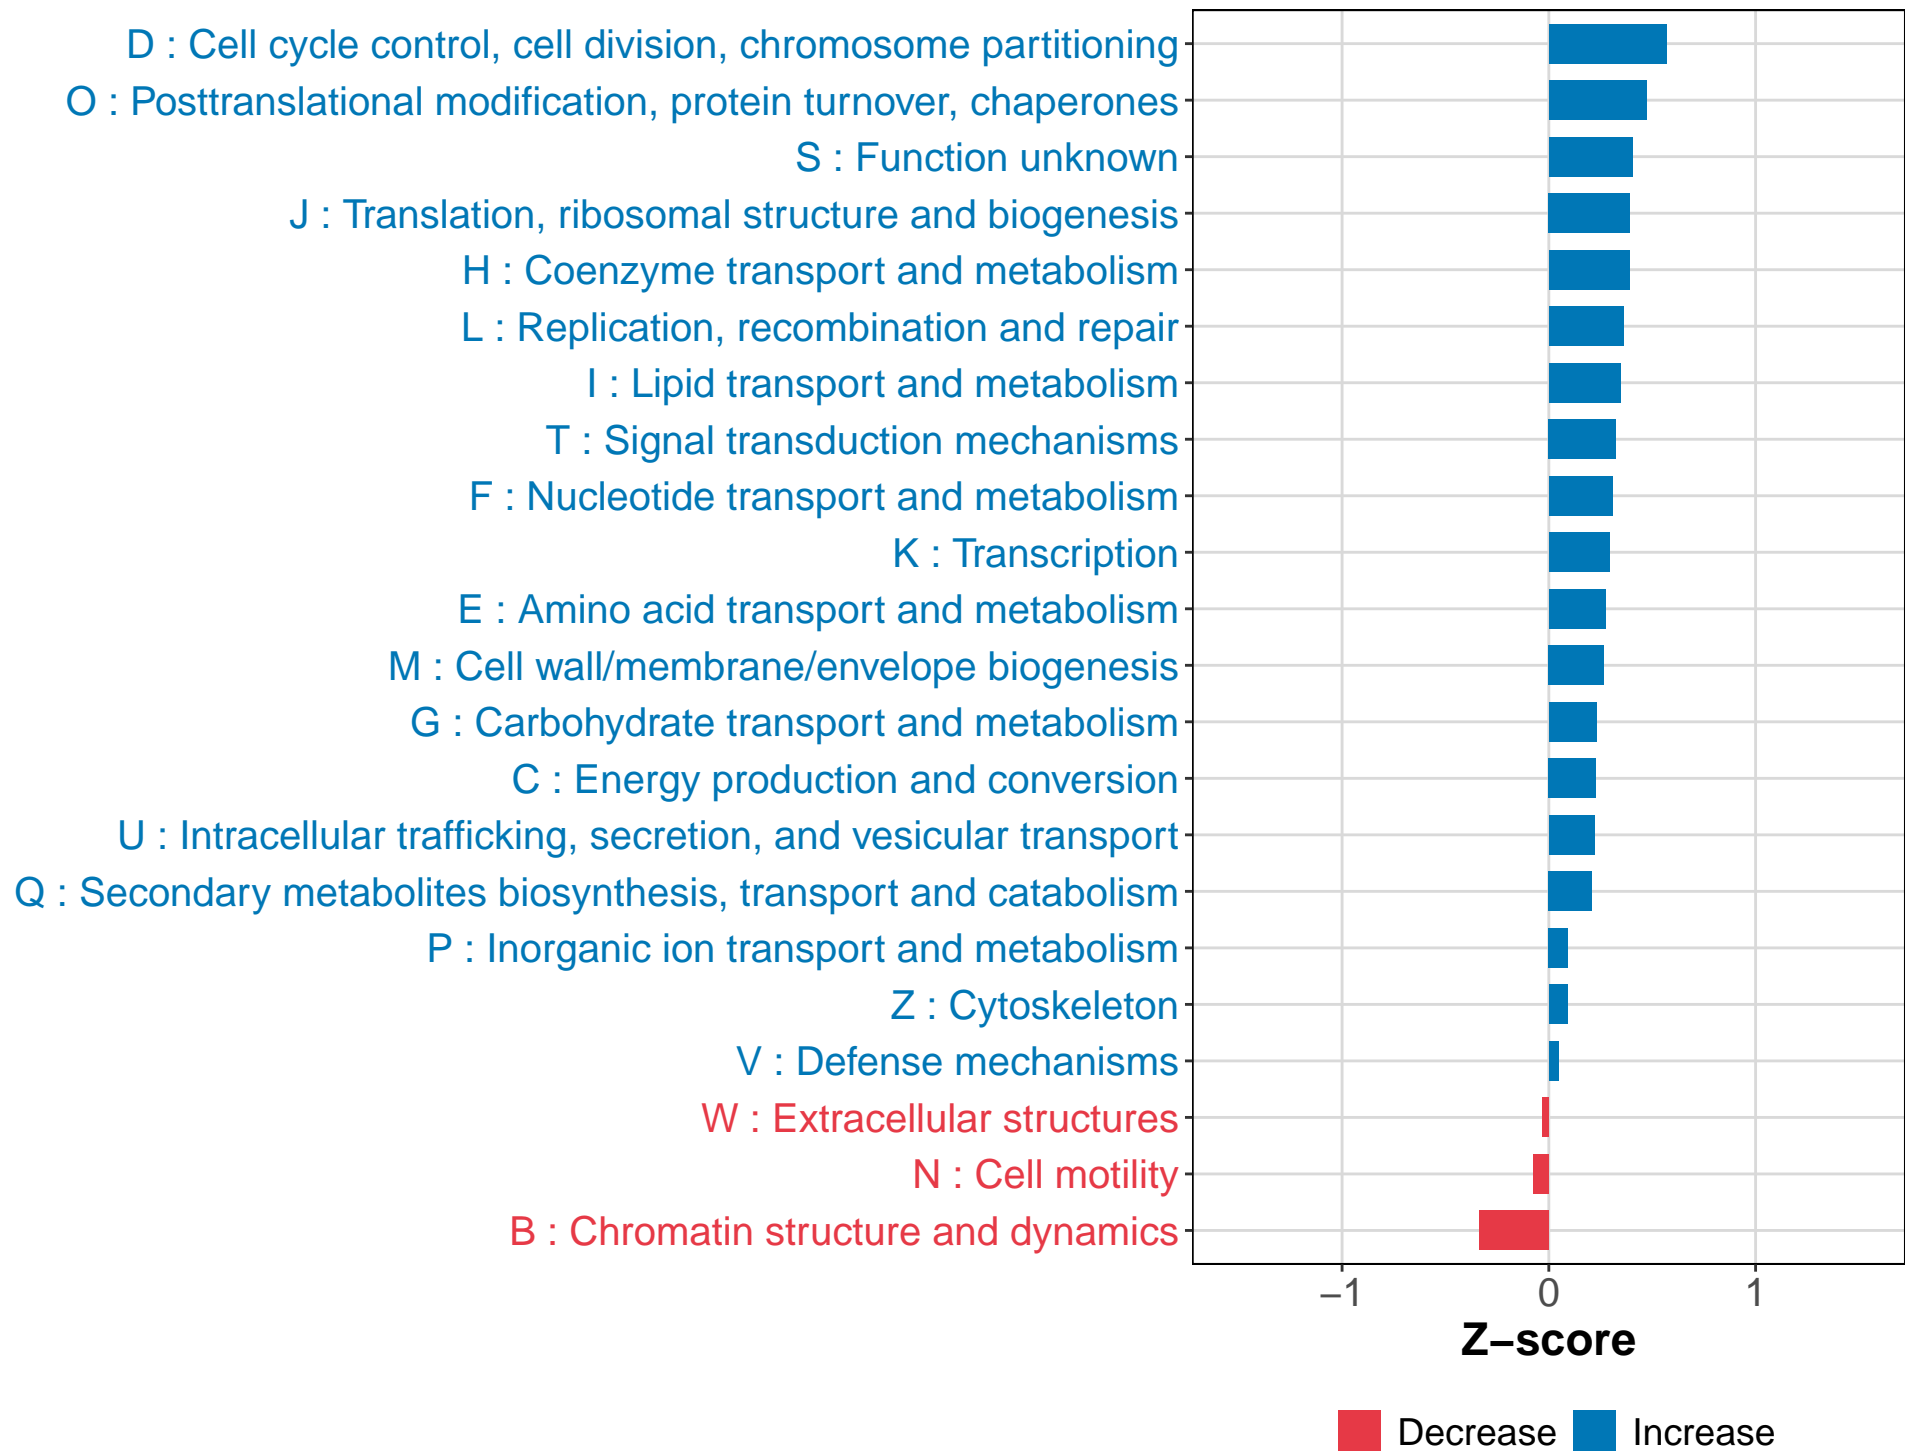 D : Cell cycle control, cell division, chromosome partitioning
O : Posttranslational modification, protein turnover, chaperones
S : Function unknown
J : Translation, ribosomal structure and biogenesis
H : Coenzyme transport and metabolism
L : Replication, recombination and repair
I : Lipid transport and metabolism
T : Signal transduction mechanisms
F : Nucleotide transport and metabolism
K : Transcription
E : Amino acid transport and metabolism
M : Cell wall/membrane/envelope biogenesis
G : Carbohydrate transport and metabolism
C : Energy production and conversion
U : Intracellular trafficking, secretion, and vesicular transport
Q : Secondary metabolites biosynthesis, transport and catabolism
P : Inorganic ion transport and metabolism
Z : Cytoskeleton
V : Defense mechanisms
W : Extracellular structures
N : Cell motility
B : Chromatin structure and dynamics
−1 0 1
Z−score
Decrease Increase